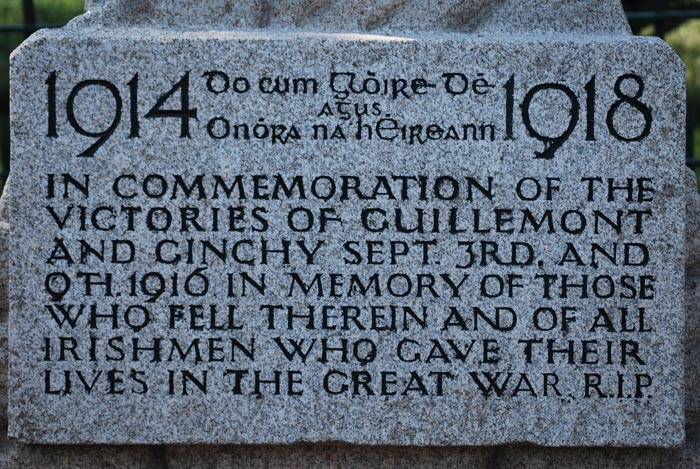 1914 Do cum Glóire Dé 1918
agus
Onóra na hÉireann
IN COMMEMORATION OF THE
VICTORIES OF GUILLEMONT
AND GINCHY SEPT. 3RD. AND
9TH. 1916 IN MEMORY OF THOSE
WHO FELL THEREIN AND OF ALL
IRISHMEN WHO GAVE THEIR
LIVES IN THE GREAT WAR. R.I.P.